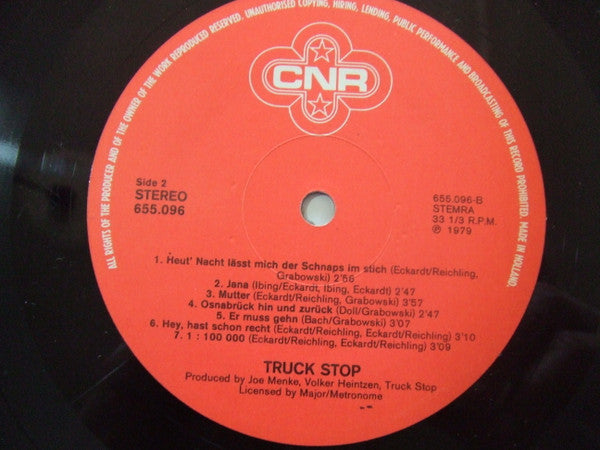 ALL RIGHTS OF THE PRODUCER AND OF THE OWNER OF THE WORK REPRODUCED RESERVED. UNAUTHORISED COPYING, HIRING, LENDING, PUBLIC PERFORMANCE AND BROADCASTING OF THIS RECORD PROHIBITED. MADE IN HOLLAND.
CNR
Side 2
STEREO
655.096
655.096-B
STEMRA
33 1/3 R.P.M.
℗ 1979
1. Heut' Nacht lässt mich der Schnaps im stich (Eckardt/Reichling,
Grabowski) 2'56
2. Jana (Ibing/Eckardt, Ibing, Eckardt) 2'47
3. Mutter (Eckardt/Reichling, Grabowski) 3'57
4. Osnabrück hin und zurück (Doll/Grabowski) 2'47
5. Er muss gehn (Bach/Grabowski) 3'07
6. Hey, hast schon recht (Eckardt/Reichling, Eckardt/Reichling) 3'10
7. 1 : 100 000 (Eckardt/Reichling, Eckardt/Reichling) 3'09
TRUCK STOP
Produced by Joe Menke, Volker Heintzen, Truck Stop
Licensed by Major/Metronome